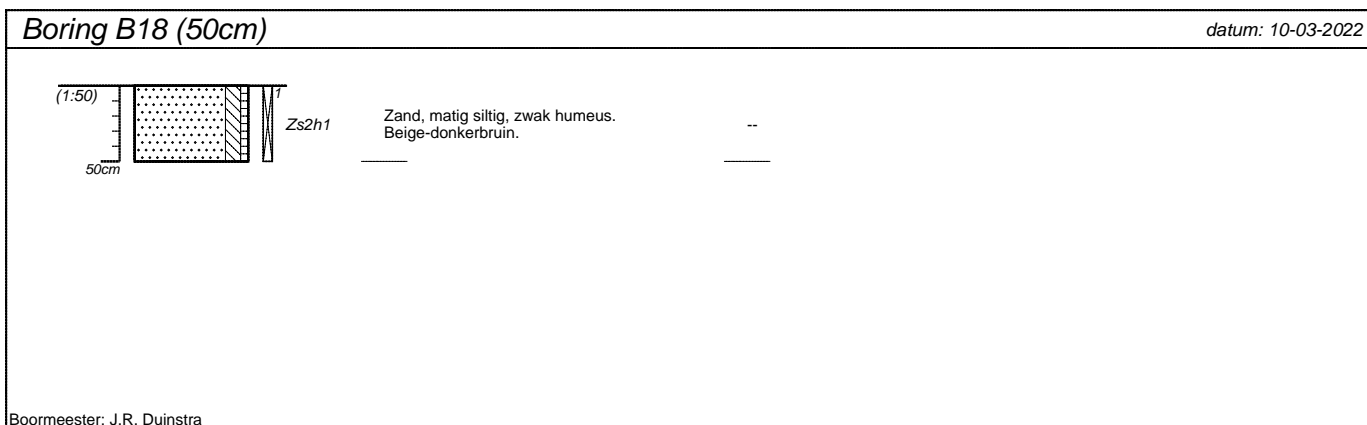 Boring B18 (50cm)
datum: 10-03-2022
(1:50)
1
Zs2h1
Zand, matig siltig, zwak humeus.
Beige-donkerbruin.
--
50cm
Boormeester: J.R. Duinstra